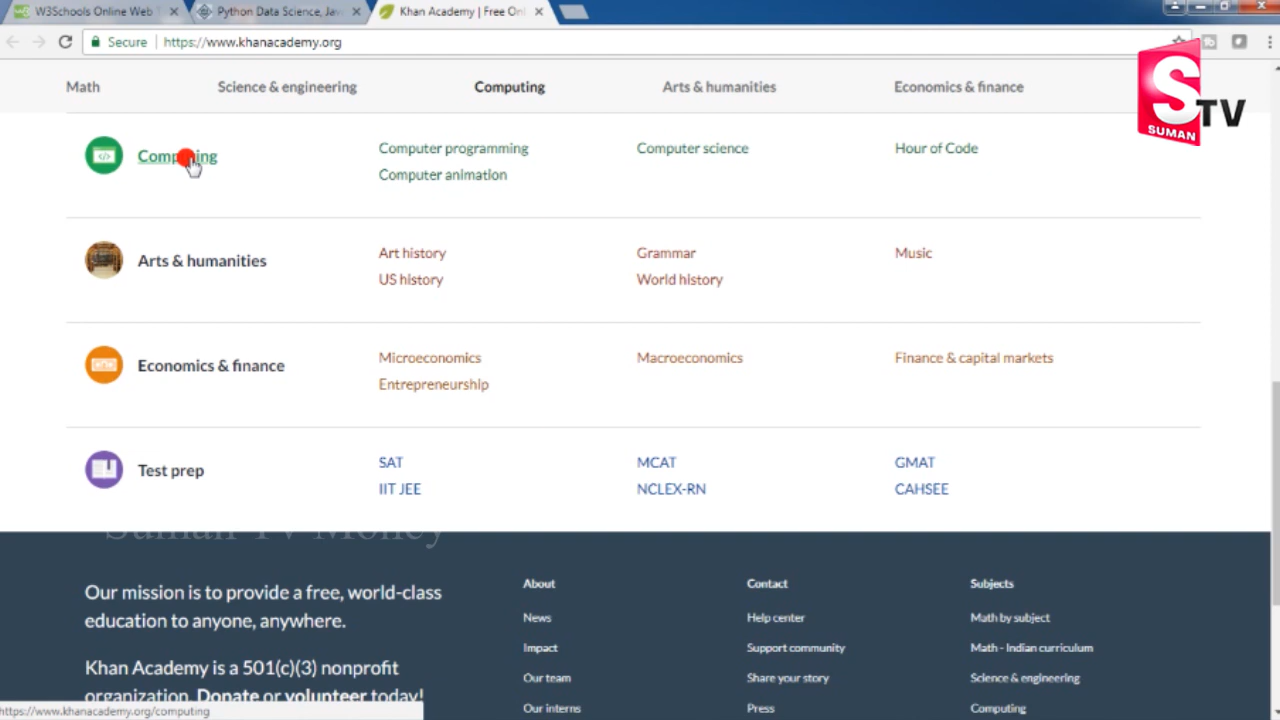 W3Schools Online Web
Python Data Science, Jav
Khan Academy | Free Onl
Secure
https://www.khanacademy.org
Math
Science & engineering
Computing
Arts & humanities
Economics & finance
S TV
SUMAN
Computing
Computer programming
Computer science
Hour of Code
Computer animation
Arts & humanities
Art history
Grammar
Music
US history
World history
Economics & finance
Microeconomics
Macroeconomics
Finance & capital markets
Entrepreneurship
Test prep
SAT
MCAT
GMAT
IIT JEE
NCLEX-RN
CAHSEE
Suman Tv Money
Our mission is to provide a free, world-class
education to anyone, anywhere.
Khan Academy is a 501(c)(3) nonprofit
organization. Donate or volunteer today!
About
News
Impact
Our team
Our interns
Contact
Help center
Support community
Share your story
Press
Subjects
Math by subject
Math - Indian curriculum
Science & engineering
Computing
https://www.khanacademy.org/computing